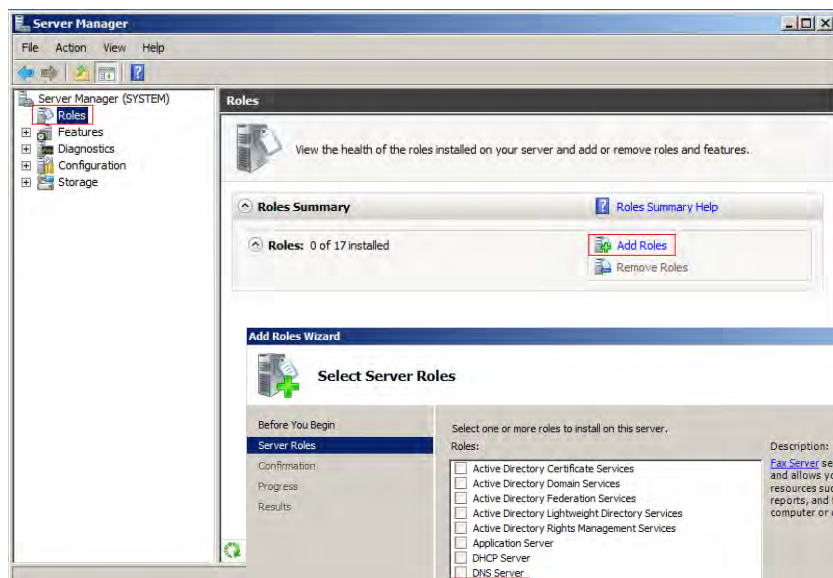 Server Manager
File Action View Help
Server Manager (SYSTEM)
Roles
Features
Diagnostics
Configuration
Storage
Roles
View the health of the roles installed on your server and add or remove roles and features.
Roles Summary
Roles Summary Help
Roles: 0 of 17 installed
Add Roles
Remove Roles
Add Roles Wizard
Select Server Roles
Before You Begin
Server Roles
Confirmation
Progress
Results
Select one or more roles to install on this server.
Roles:
Active Directory Certificate Services
Active Directory Domain Services
Active Directory Federation Services
Active Directory Lightweight Directory Services
Active Directory Rights Management Services
Application Server
DHCP Server
DNS Server
Description:
Fax Server se
and allows yo
resources suc
reports, and
computer or